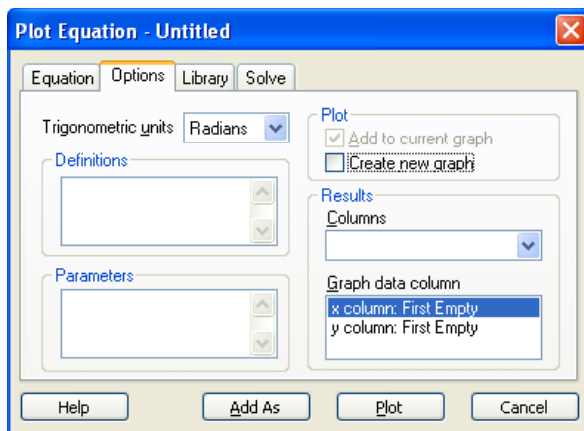 Plot Equation - Untitled
Equation Options Library Solve
Trigonometric units Radians
Definitions
Parameters
Plot
Add to current graph
Create new graph
Results
Columns
Graph data column
x column: First Empty
y column: First Empty
Help Add As Plot Cancel